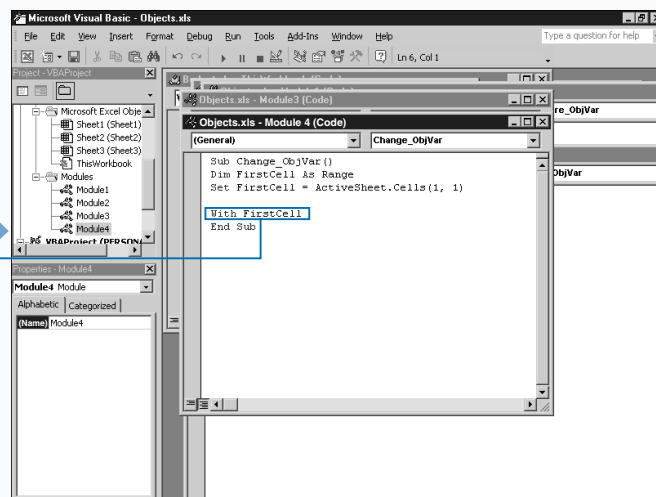 Microsoft Visual Basic - Objects.xls
File Edit View Insert Format Debug Run Tools Add-Ins Window Help
Type a question for help
Ln 6, Col 1
Project - VBAProject
Microsoft Excel Obje
Sheet1 (Sheet1)
Sheet2 (Sheet2)
Sheet3 (Sheet3)
ThisWorkbook
Modules
Module1
Module2
Module3
Module4
VBAProject (PERSON
Properties - Module4
Module4 Module
Alphabetic Categorized
(Name) Module4
Objects.xls - Module3 (Code)
re_ObjVar
ObjVar
Objects.xls - Module 4 (Code)
(General) Change_ObjVar
Sub Change_ObjVar()
Dim FirstCell As Range
Set FirstCell = ActiveSheet.Cells(1, 1)
With FirstCell
End Sub